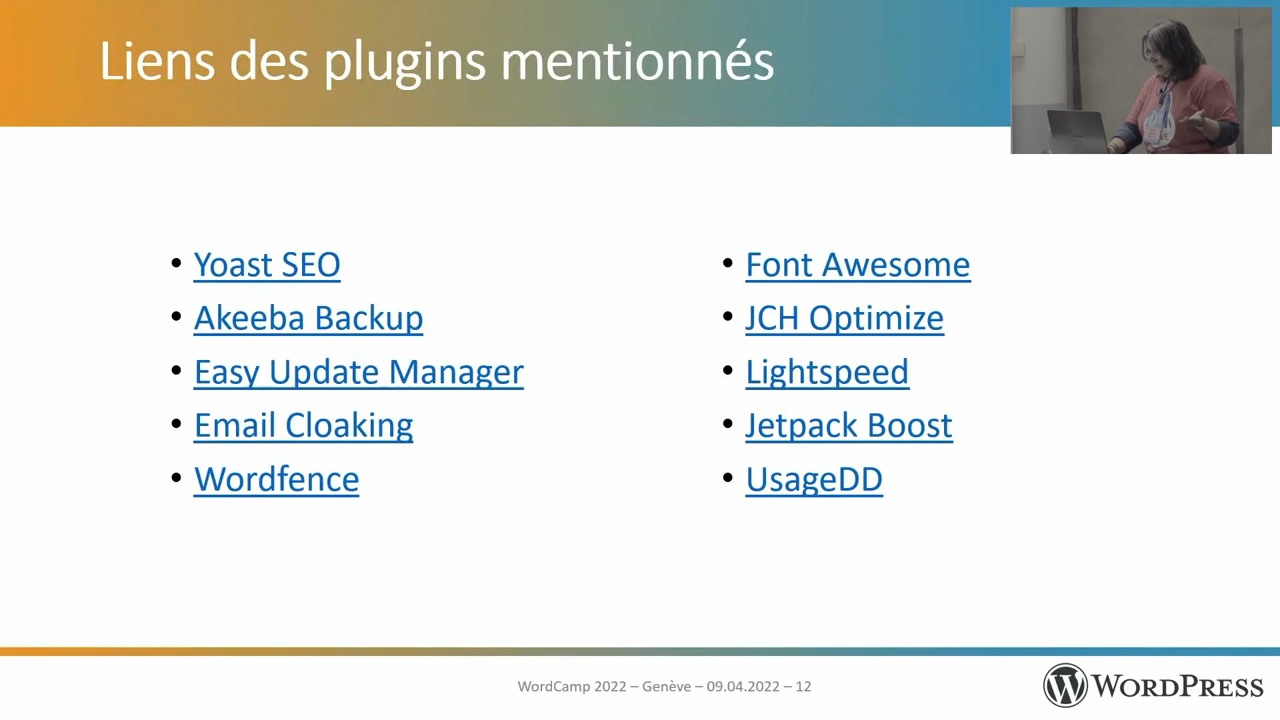 Liens des plugins mentionnés
• Yoast SEO
• Akeeba Backup
• Easy Update Manager
• Email Cloaking
• Wordfence
• Font Awesome
• JCH Optimize
• Lightspeed
• Jetpack Boost
• UsageDD
WordCamp 2022 – Genève – 09.04.2022 – 12
WORDPRESS